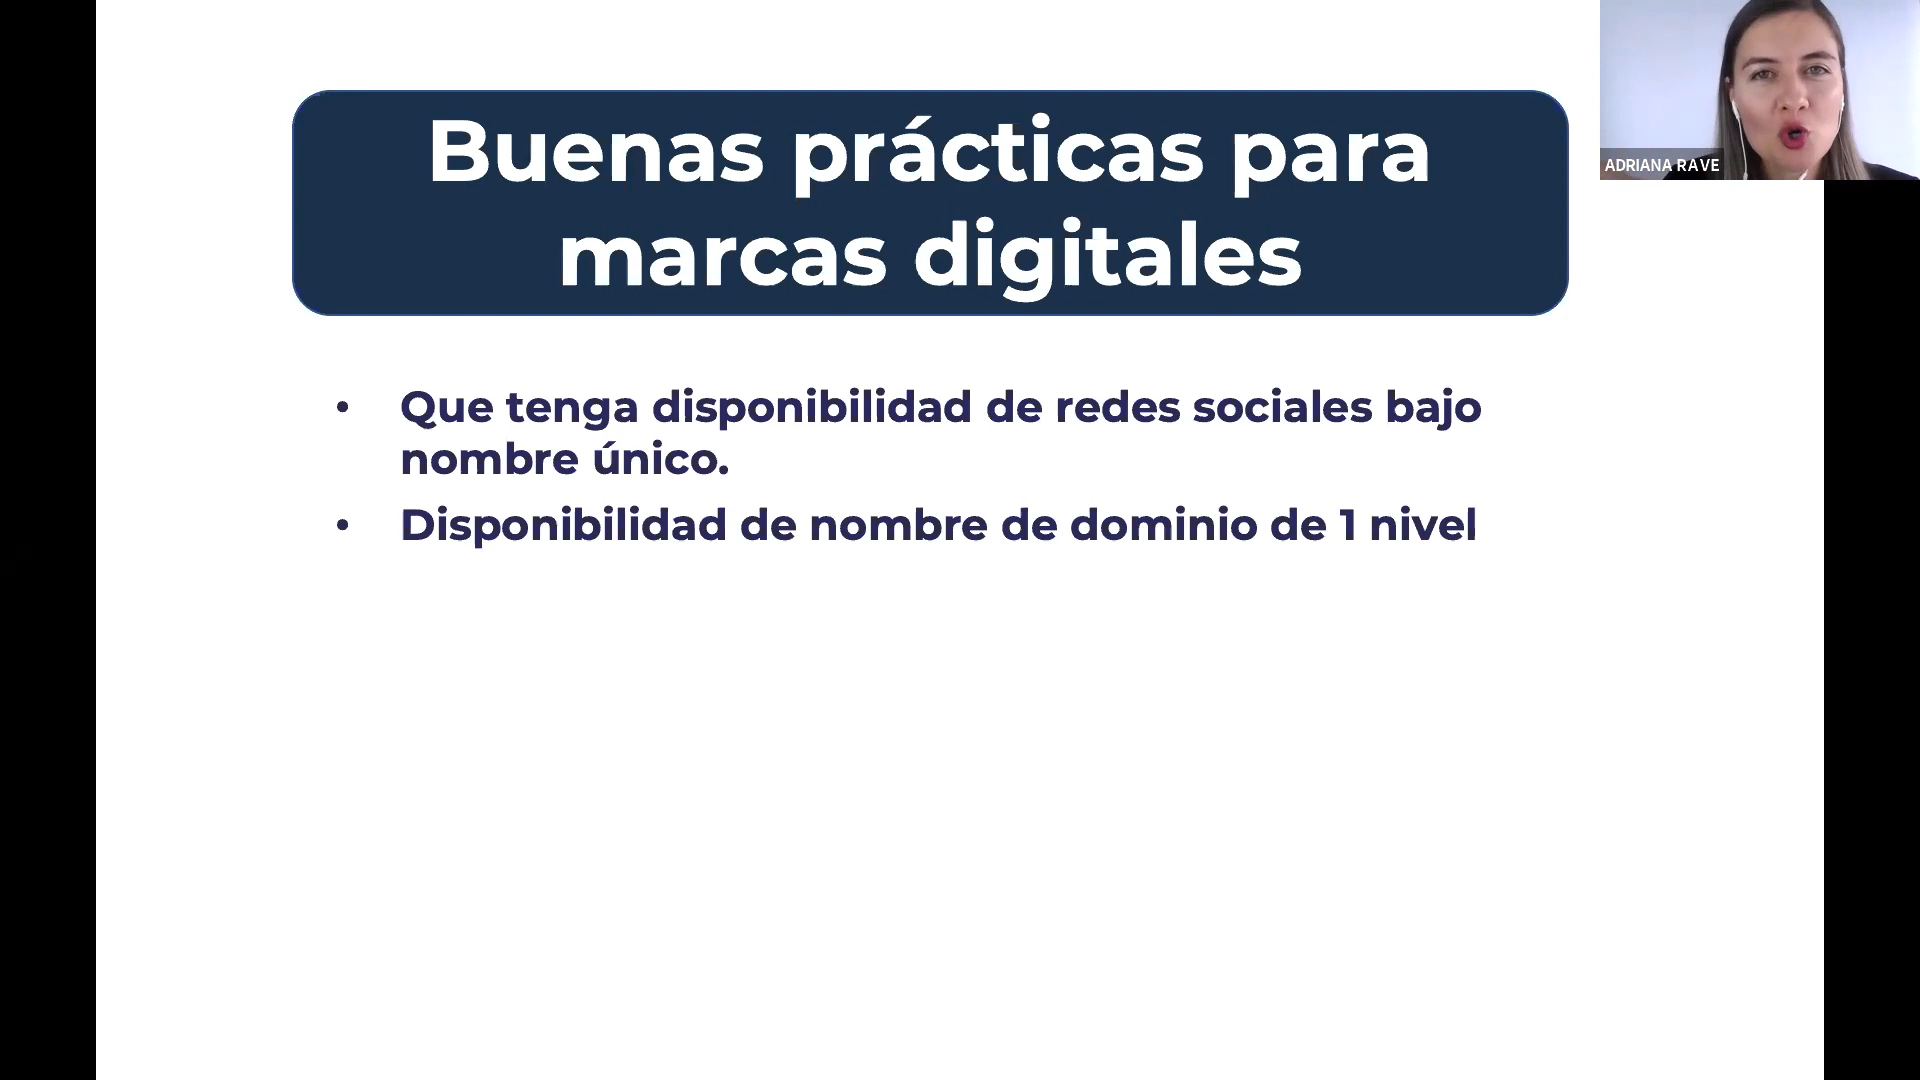 Buenas prácticas para
marcas digitales
ADRIANA RAVE
• Que tenga disponibilidad de redes sociales bajo
nombre único.
• Disponibilidad de nombre de dominio de 1 nivel